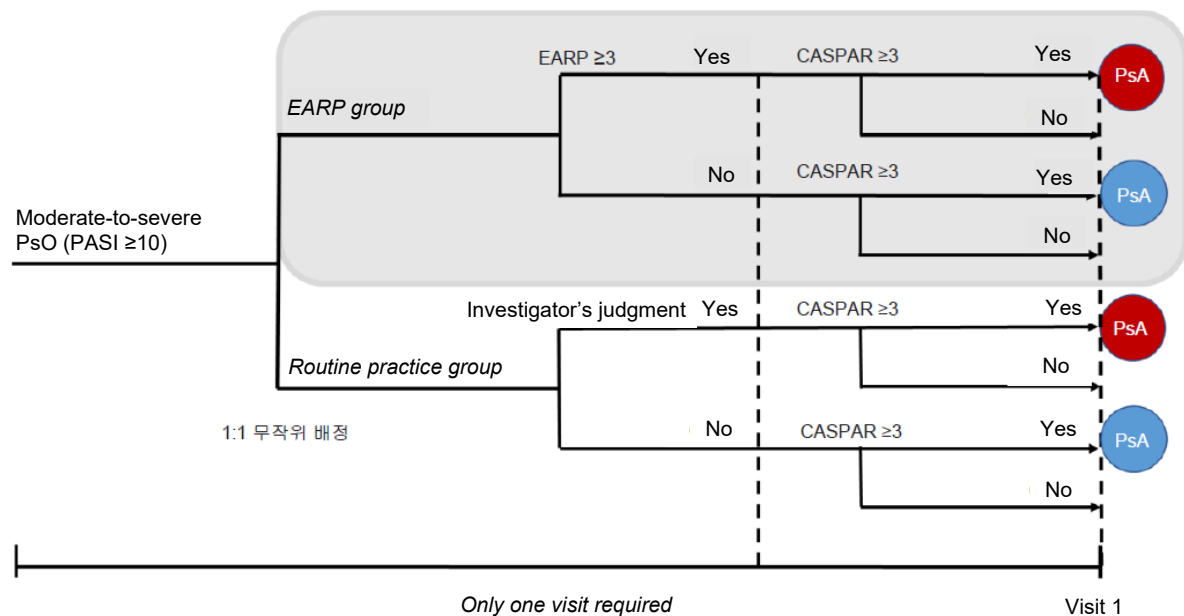 EARP ≥3 Yes CASPAR ≥3 Yes PsA
EARP group
No
No CASPAR ≥3 Yes PsA
Moderate-to-severe
PsO (PASI ≥10)
No
Investigator’s judgment Yes CASPAR ≥3 Yes PsA
Routine practice group
No
1:1 무작위 배정
No CASPAR ≥3 Yes PsA
No
Only one visit required
Visit 1